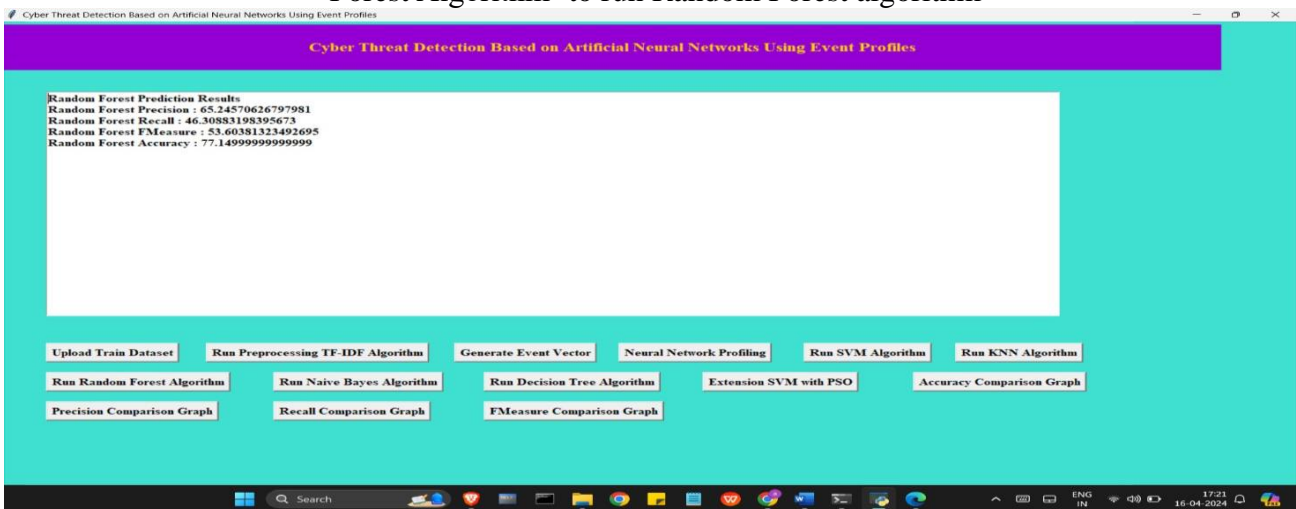 Forest Algorithm' to run Random Forest algorithm
Cyber Threat Detection Based on Artificial Neural Networks Using Event Profiles
Cyber Threat Detection Based on Artificial Neural Networks Using Event Profiles
Random Forest Prediction Results
Random Forest Precision : 65.24570626797981
Random Forest Recall : 46.30883198395673
Random Forest FMeasure : 53.60381323492695
Random Forest Accuracy : 77.14999999999999
Upload Train Dataset Run Preprocessing TF-IDF Algorithm Generate Event Vector Neural Network Profiling Run SVM Algorithm Run KNN Algorithm
Run Random Forest Algorithm Run Naive Bayes Algorithm Run Decision Tree Algorithm Extension SVM with PSO Accuracy Comparison Graph
Precision Comparison Graph Recall Comparison Graph FMeasure Comparison Graph
Search ENG 17:21
IN 16-04-2024